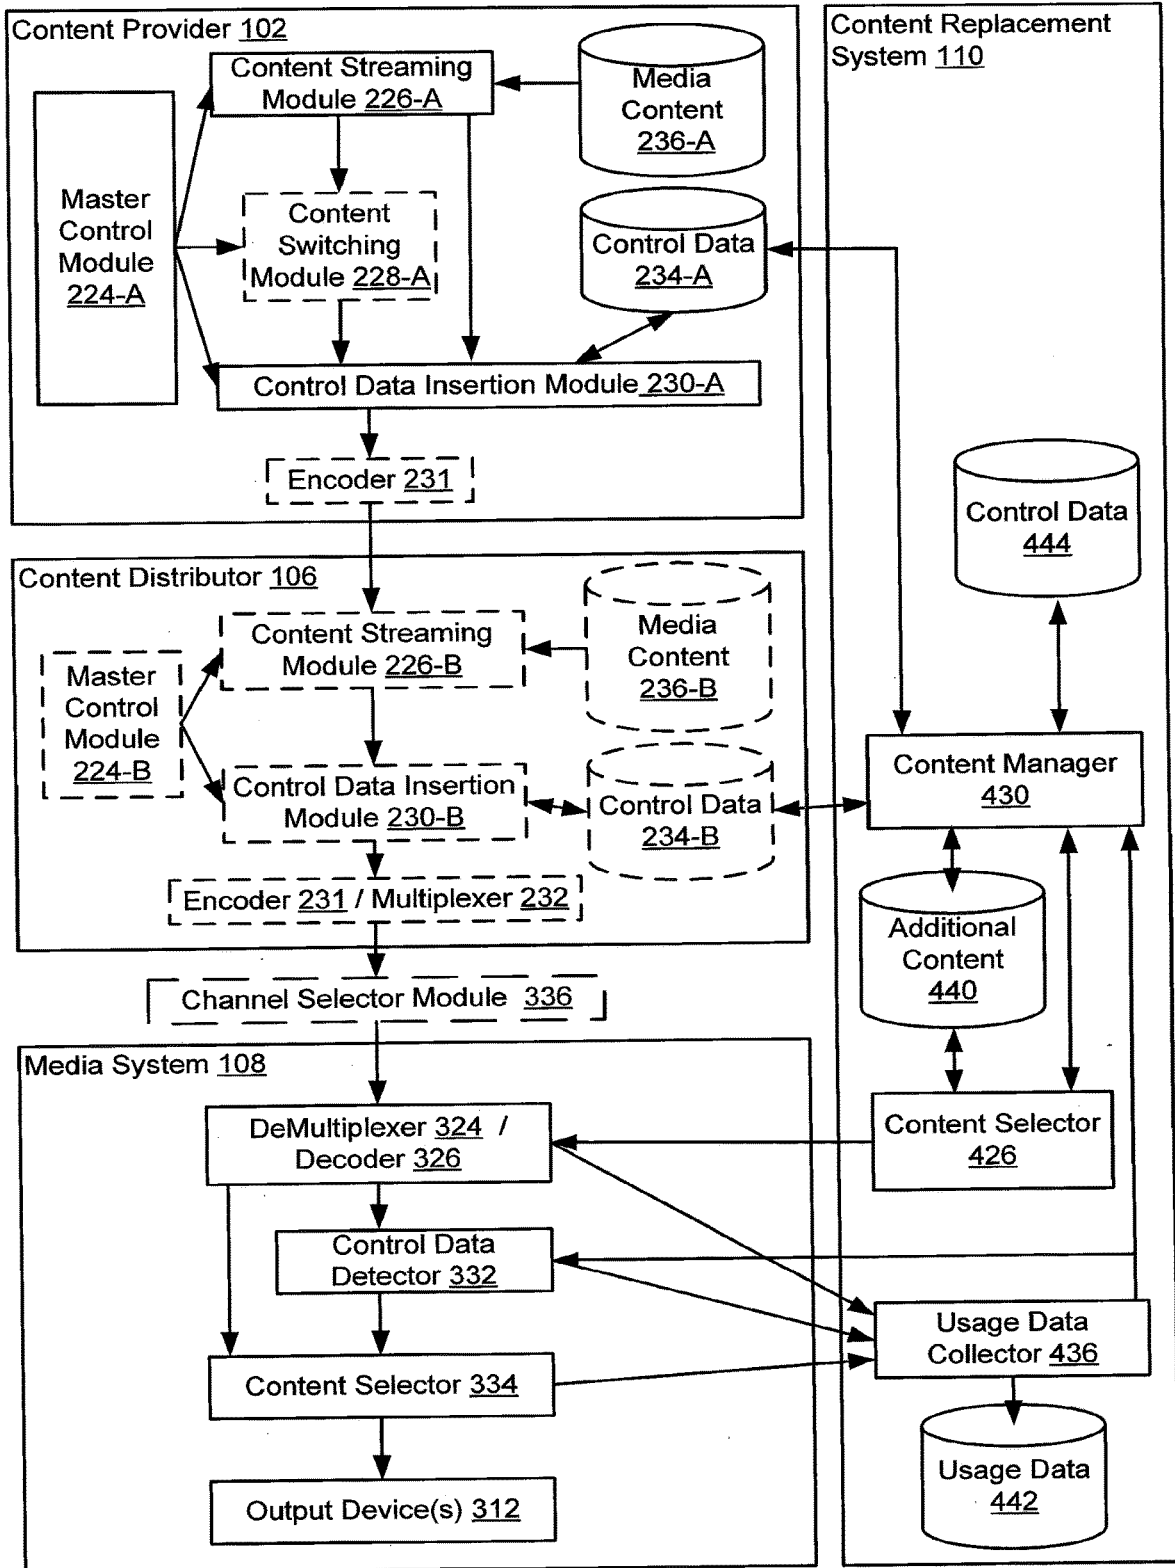 Content Provider 102
Content Streaming
Module 226-A
Media
Content
236-A
Master
Control
Module
224-A
Content
Switching
Module 228-A
Control Data
234-A
Control Data Insertion Module 230-A
Encoder 231
Content Distributor 106
Content Streaming
Module 226-B
Media
Content
236-B
Master
Control
Module
224-B
Control Data Insertion
Module 230-B
Control Data
234-B
Encoder 231 / Multiplexer 232
Channel Selector Module 336
Media System 108
DeMultiplexer 324 /
Decoder 326
Control Data
Detector 332
Content Selector 334
Output Device(s) 312
Content Replacement
System 110
Control Data
444
Content Manager
430
Additional
Content
440
Content Selector
426
Usage Data
Collector 436
Usage Data
442